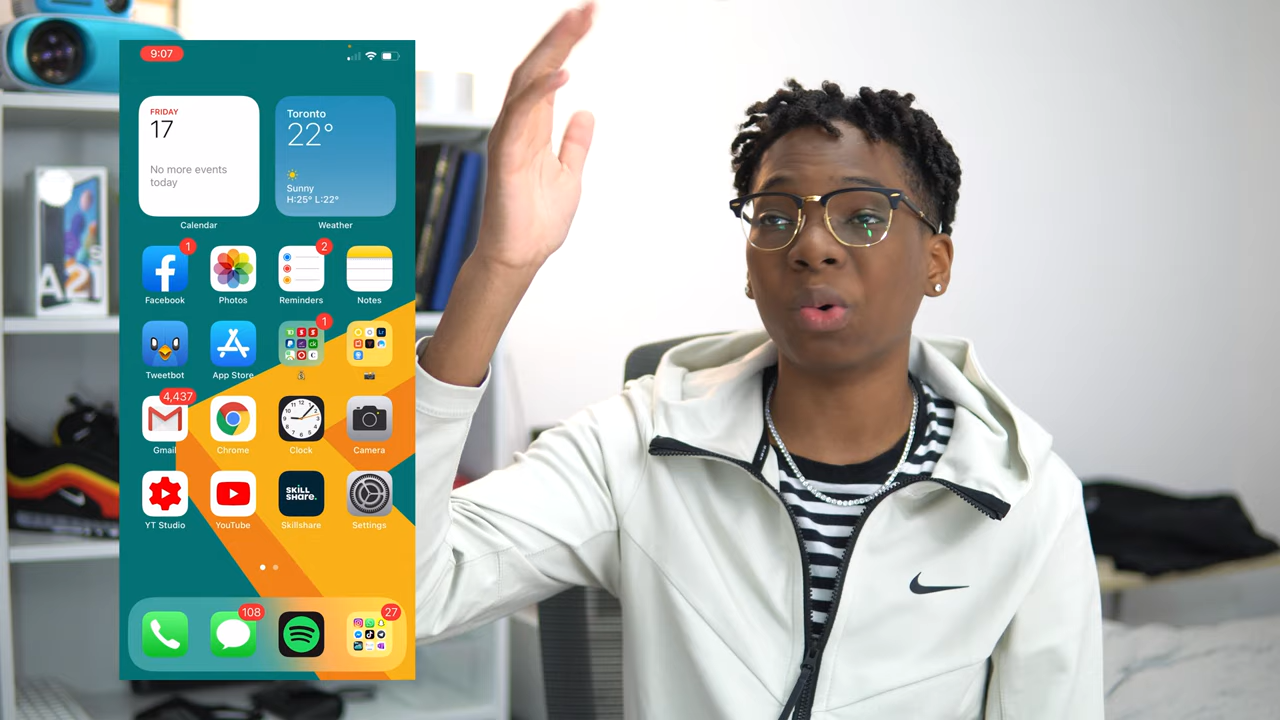 9:07
FRIDAY
17
No more events
today
Calendar
Toronto
22°
Sunny
H:25° L:22°
Weather
1
2
Facebook
Photos
Reminders
Notes
1
Tweetbot
App Store
4,437
Gmail
Chrome
Clock
Camera
SKILL
SHARE.
YT Studio
YouTube
Skillshare
Settings
108
27
A21